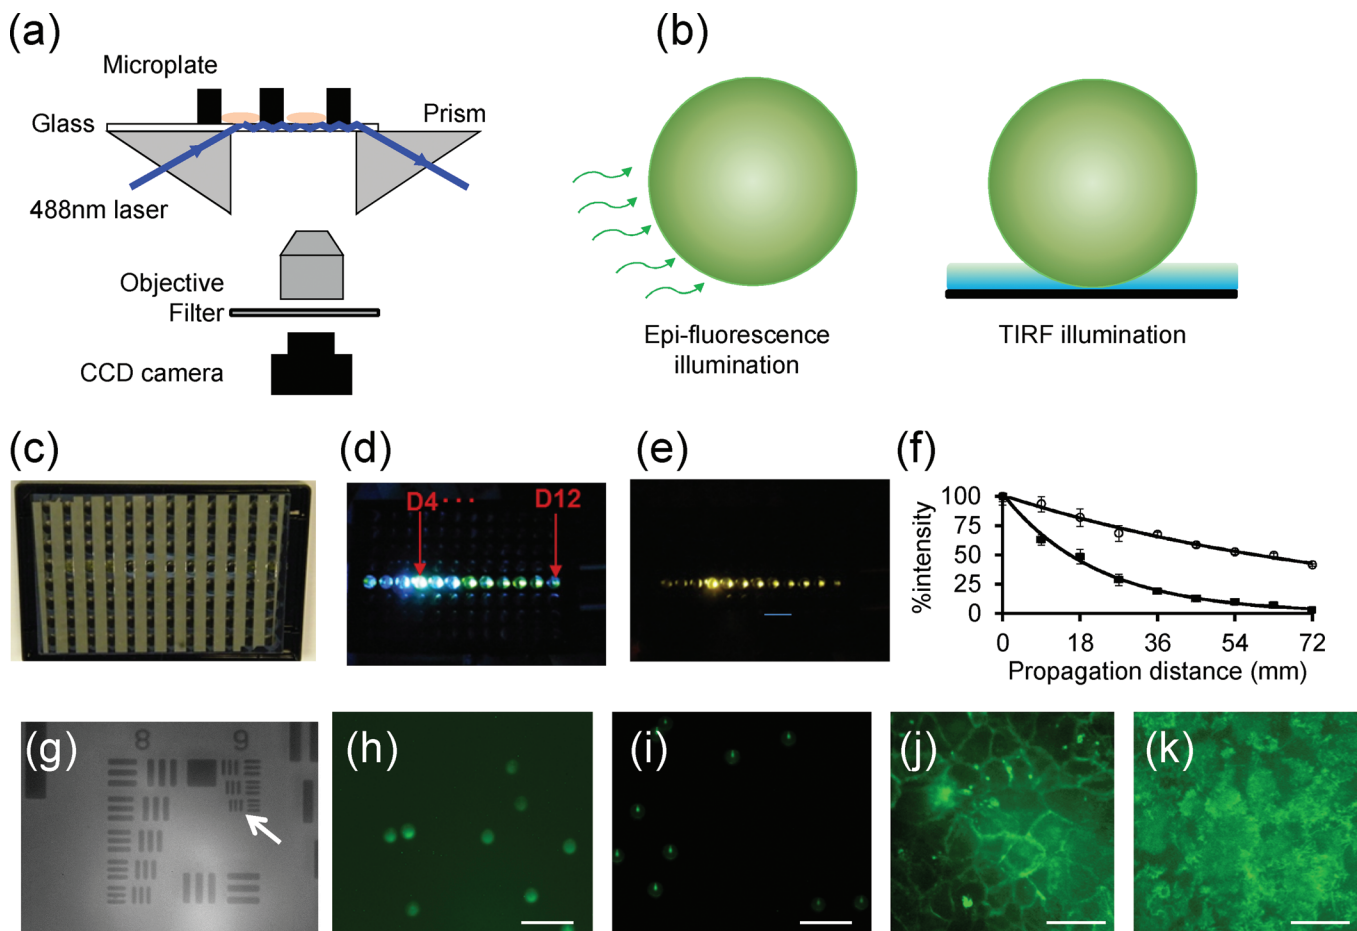 (a)
Microplate
Glass
Prism
488nm laser
Objective
Filter
CCD camera
(b)
Epi-fluorescence
illumination
TIRF illumination
(c)
(d)
D4 ··· D12
(e)
(f)
%intensity
100
75
50
25
0
0 18 36 54 72
Propagation distance (mm)
(g)
8 9
(h)
(i)
(j)
(k)